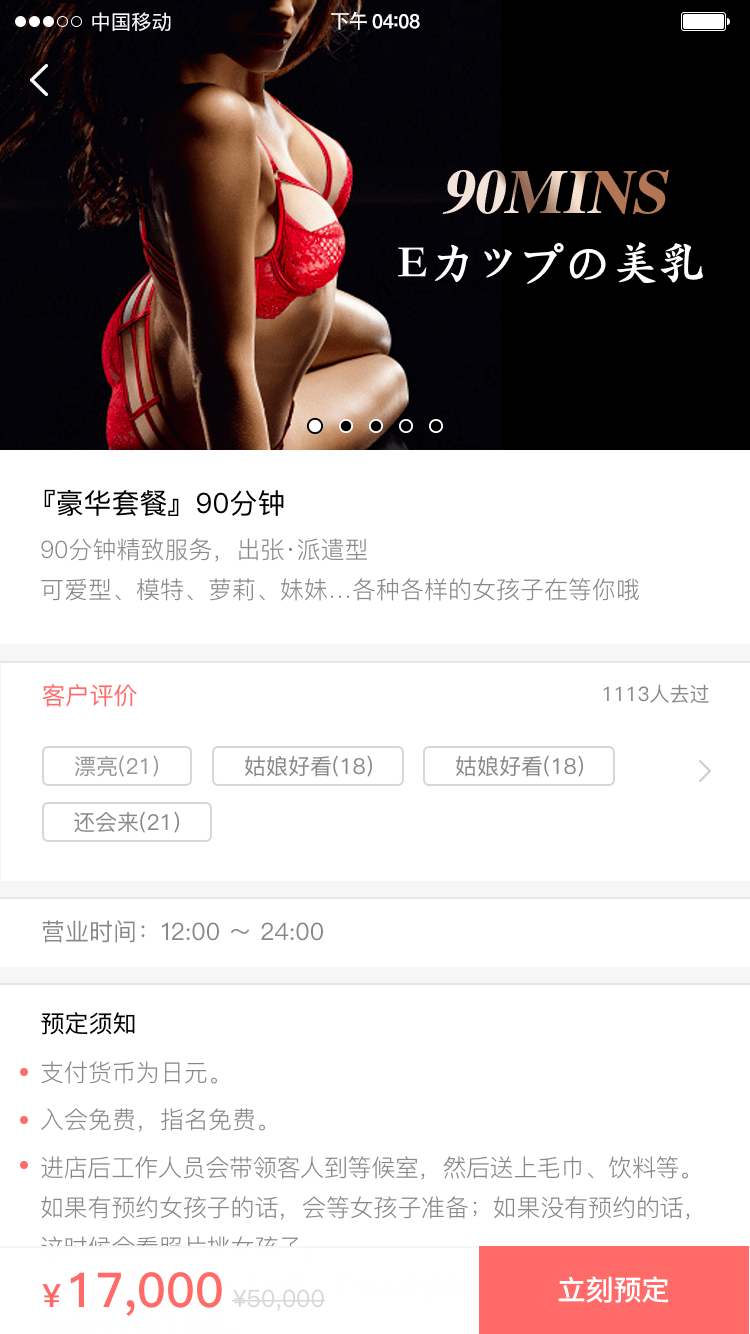 中国移动 下午 04:08
90MINS
Eカップの美乳
『豪华套餐』90分钟
90分钟精致服务，出张·派遣型
可爱型、模特、萝莉、妹妹...各种各样的女孩子在等你哦
客户评价 1113人去过
漂亮(21) 姑娘好看(18) 姑娘好看(18)
还会来(21)
营业时间：12:00 ～ 24:00
预定须知
支付货币为日元。
入会免费，指名免费。
进店后工作人员会带领客人到等候室，然后送上毛巾、饮料等。
如果有预约女孩子的话，会等女孩子准备；如果没有预约的话，
¥17,000 ¥50,000 立刻预定